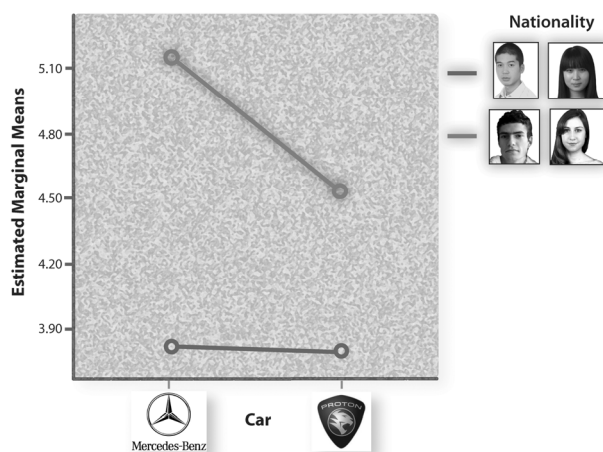 Nationality
5.10
4.80
4.50
4.20
3.90
Estimated Marginal Means
Mercedes-Benz
Car
PROTON